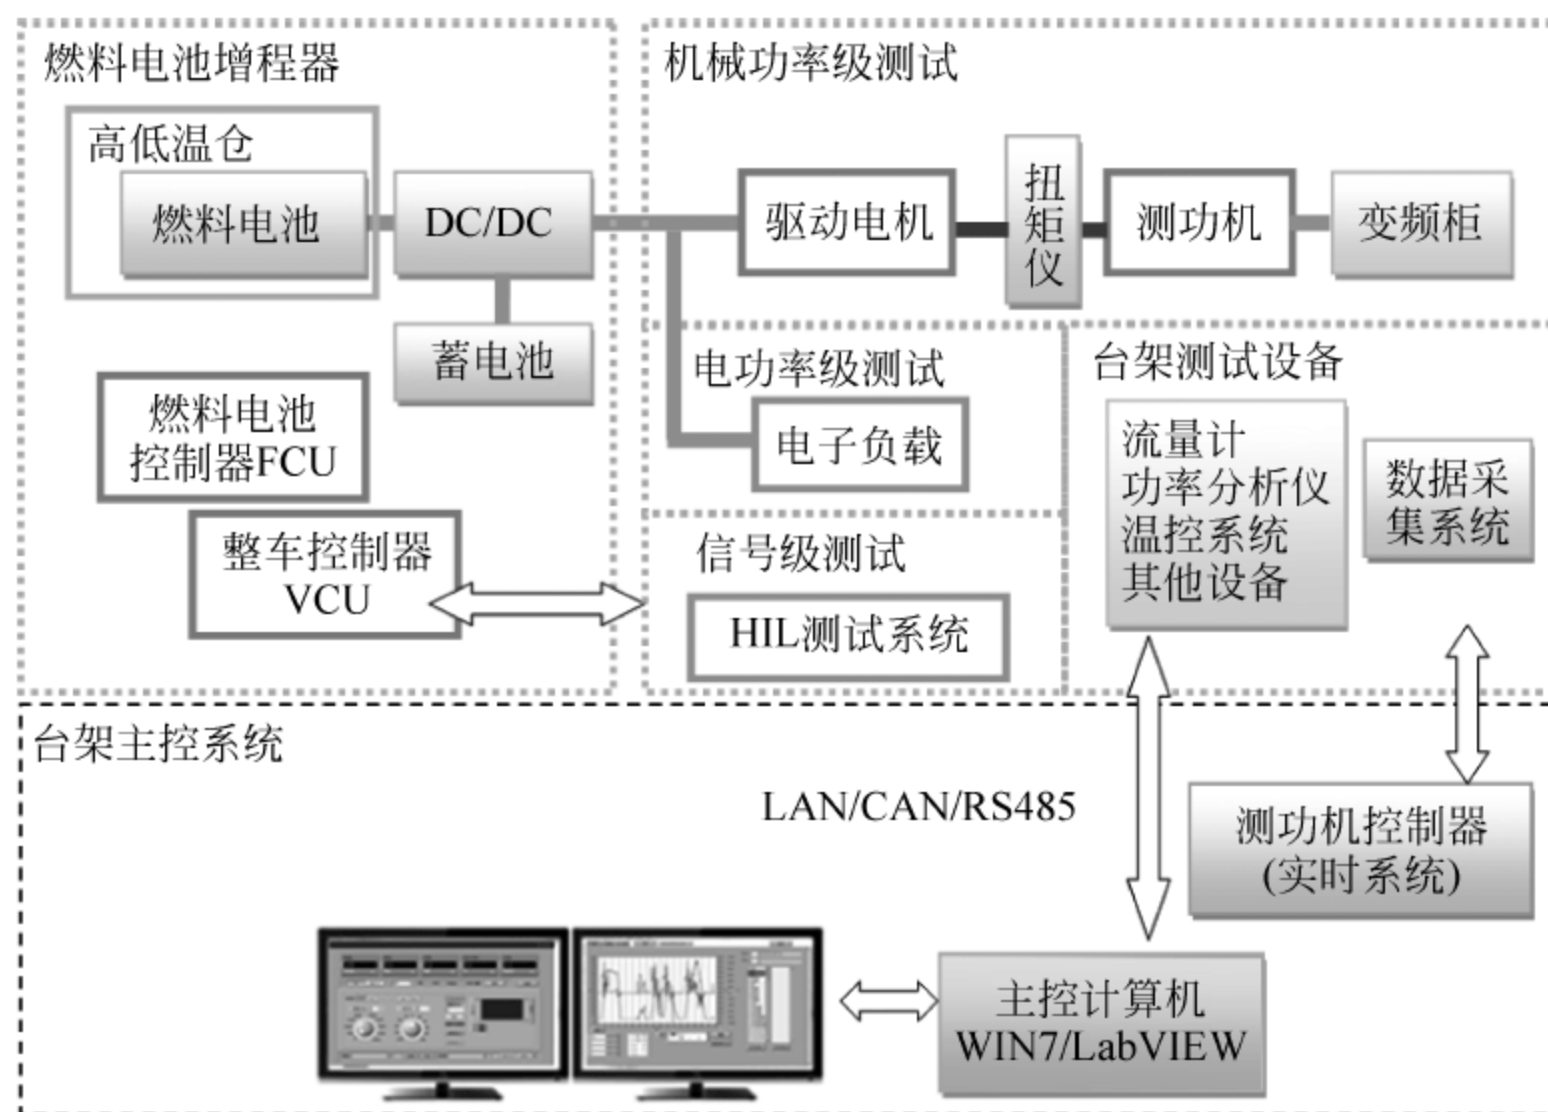 燃料电池增程器
高低温仓
燃料电池
DC/DC
蓄电池
燃料电池
控制器FCU
整车控制器
VCU
机械功率级测试
驱动电机
扭矩仪
测功机
变频柜
电功率级测试
电子负载
信号级测试
HIL测试系统
台架测试设备
流量计
功率分析仪
温控系统
其他设备
数据采
集系统
台架主控系统
LAN/CAN/RS485
测功机控制器
(实时系统)
主控计算机
WIN7/LabVIEW